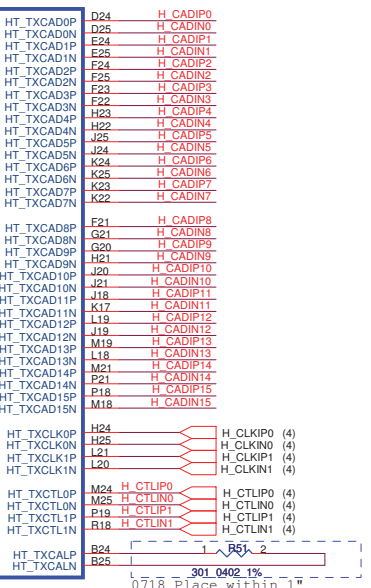 HT_TXCAD0P D24 H_CADIP0
HT_TXCAD0N D25 H_CADIN0
HT_TXCAD1P E24 H_CADIP1
HT_TXCAD1N E25 H_CADIN1
HT_TXCAD2P F24 H_CADIP2
HT_TXCAD2N F25 H_CADIN2
HT_TXCAD3P F23 H_CADIP3
HT_TXCAD3N F22 H_CADIN3
HT_TXCAD4P H23 H_CADIP4
HT_TXCAD4N H22 H_CADIN4
HT_TXCAD5P J25 H_CADIP5
HT_TXCAD5N J24 H_CADIN5
HT_TXCAD6P K24 H_CADIP6
HT_TXCAD6N K25 H_CADIN6
HT_TXCAD7P K23 H_CADIP7
HT_TXCAD7N K22 H_CADIN7
HT_TXCAD8P F21 H_CADIP8
HT_TXCAD8N G21 H_CADIN8
HT_TXCAD9P G20 H_CADIP9
HT_TXCAD9N H21 H_CADIN9
HT_TXCAD10P J20 H_CADIP10
HT_TXCAD10N J21 H_CADIN10
HT_TXCAD11P J18 H_CADIP11
HT_TXCAD11N K17 H_CADIN11
HT_TXCAD12P L19 H_CADIP12
HT_TXCAD12N J19 H_CADIN12
HT_TXCAD13P M19 H_CADIP13
HT_TXCAD13N L18 H_CADIN13
HT_TXCAD14P M21 H_CADIP14
HT_TXCAD14N P21 H_CADIN14
HT_TXCAD15P P18 H_CADIP15
HT_TXCAD15N M18 H_CADIN15
HT_TXCLK0P H24 H_CLKIP0 (4)
HT_TXCLK0N H25 H_CLKIN0 (4)
HT_TXCLK1P L21 H_CLKIP1 (4)
HT_TXCLK1N L20 H_CLKIN1 (4)
HT_TXCTL0P M24 H_CTLIP0 H_CTLIP0 (4)
HT_TXCTL0N M25 H_CTLIN0 H_CTLIN0 (4)
HT_TXCTL1P P19 H_CTLIP1 H_CTLIP1 (4)
HT_TXCTL1N R18 H_CTLIN1 H_CTLIN1 (4)
HT_TXCALP B24 1 R51 2
HT_TXCALN B25
301_0402_1%
0718 Place within 1"